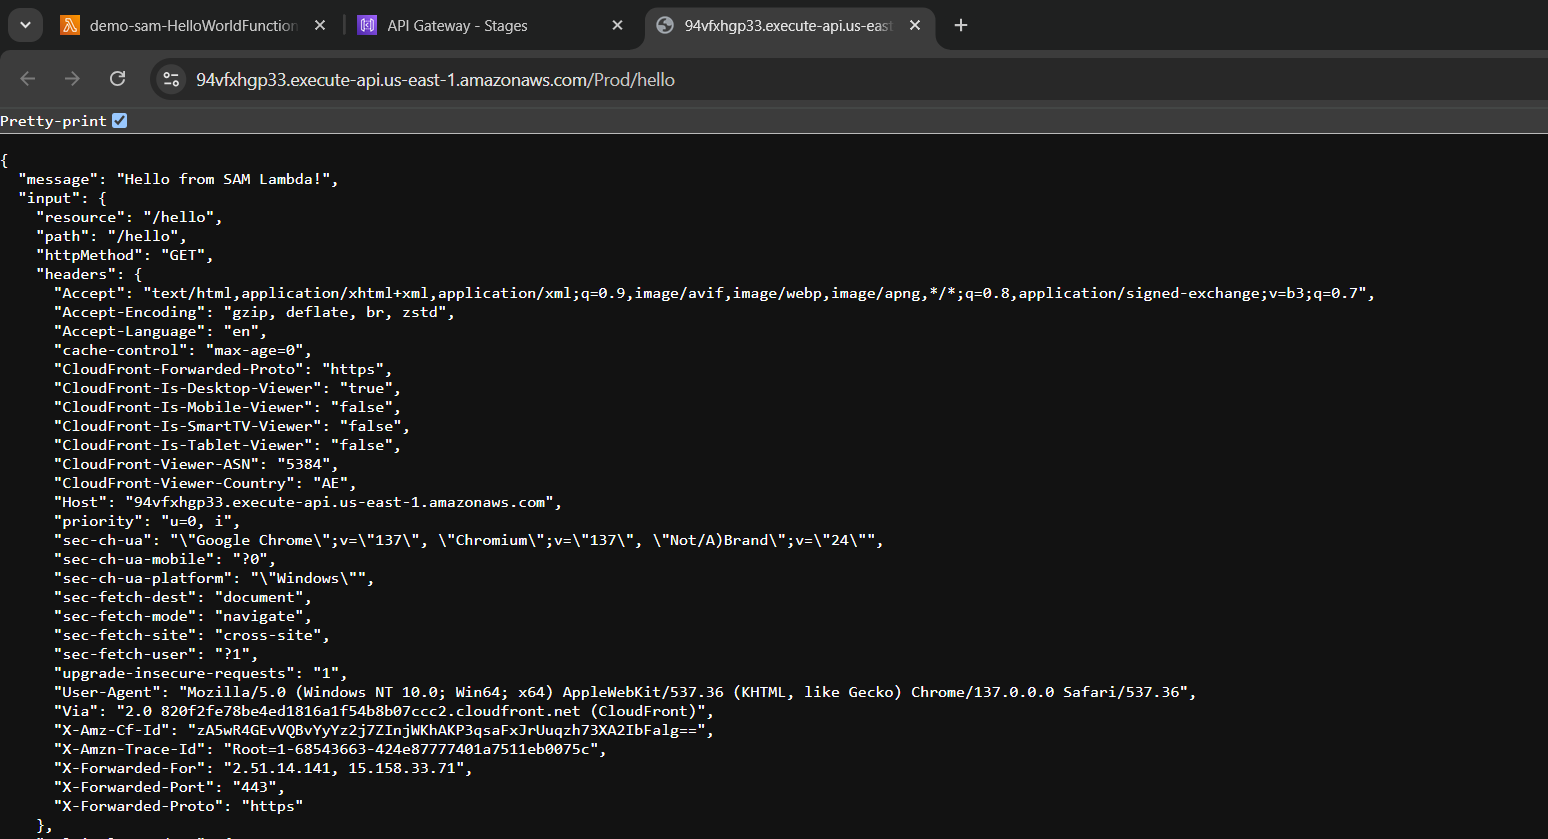 demo-sam-HelloWorldFunction
API Gateway - Stages
94vfxhgp33.execute-api.us-east
94vfxhgp33.execute-api.us-east-1.amazonaws.com/Prod/hello
Pretty-print
{
"message": "Hello from SAM Lambda!",
"input": {
"resource": "/hello",
"path": "/hello",
"httpMethod": "GET",
"headers": {
"Accept": "text/html,application/xhtml+xml,application/xml;q=0.9,image/avif,image/webp,image/apng,*/*;q=0.8,application/signed-exchange;v=b3;q=0.7",
"Accept-Encoding": "gzip, deflate, br, zstd",
"Accept-Language": "en",
"cache-control": "max-age=0",
"CloudFront-Forwarded-Proto": "https",
"CloudFront-Is-Desktop-Viewer": "true",
"CloudFront-Is-Mobile-Viewer": "false",
"CloudFront-Is-SmartTV-Viewer": "false",
"CloudFront-Is-Tablet-Viewer": "false",
"CloudFront-Viewer-ASN": "5384",
"CloudFront-Viewer-Country": "AE",
"Host": "94vfxhgp33.execute-api.us-east-1.amazonaws.com",
"priority": "u=0, i",
"sec-ch-ua": "\"Google Chrome\";v=\"137\", \"Chromium\";v=\"137\", \"Not/A)Brand\";v=\"24\"",
"sec-ch-ua-mobile": "?0",
"sec-ch-ua-platform": "\"Windows\"",
"sec-fetch-dest": "document",
"sec-fetch-mode": "navigate",
"sec-fetch-site": "cross-site",
"sec-fetch-user": "?1",
"upgrade-insecure-requests": "1",
"User-Agent": "Mozilla/5.0 (Windows NT 10.0; Win64; x64) AppleWebKit/537.36 (KHTML, like Gecko) Chrome/137.0.0.0 Safari/537.36",
"Via": "2.0 820f2fe78be4ed1816a1f54b8b07ccc2.cloudfront.net (CloudFront)",
"X-Amz-Cf-Id": "zA5wR4GEvVQBvYyYz2j7ZInjWKhAKP3qsaFxJrUuqzh73XA2IbFalg==",
"X-Amzn-Trace-Id": "Root=1-68543663-424e87777401a7511eb0075c",
"X-Forwarded-For": "2.51.14.141, 15.158.33.71",
"X-Forwarded-Port": "443",
"X-Forwarded-Proto": "https"
},